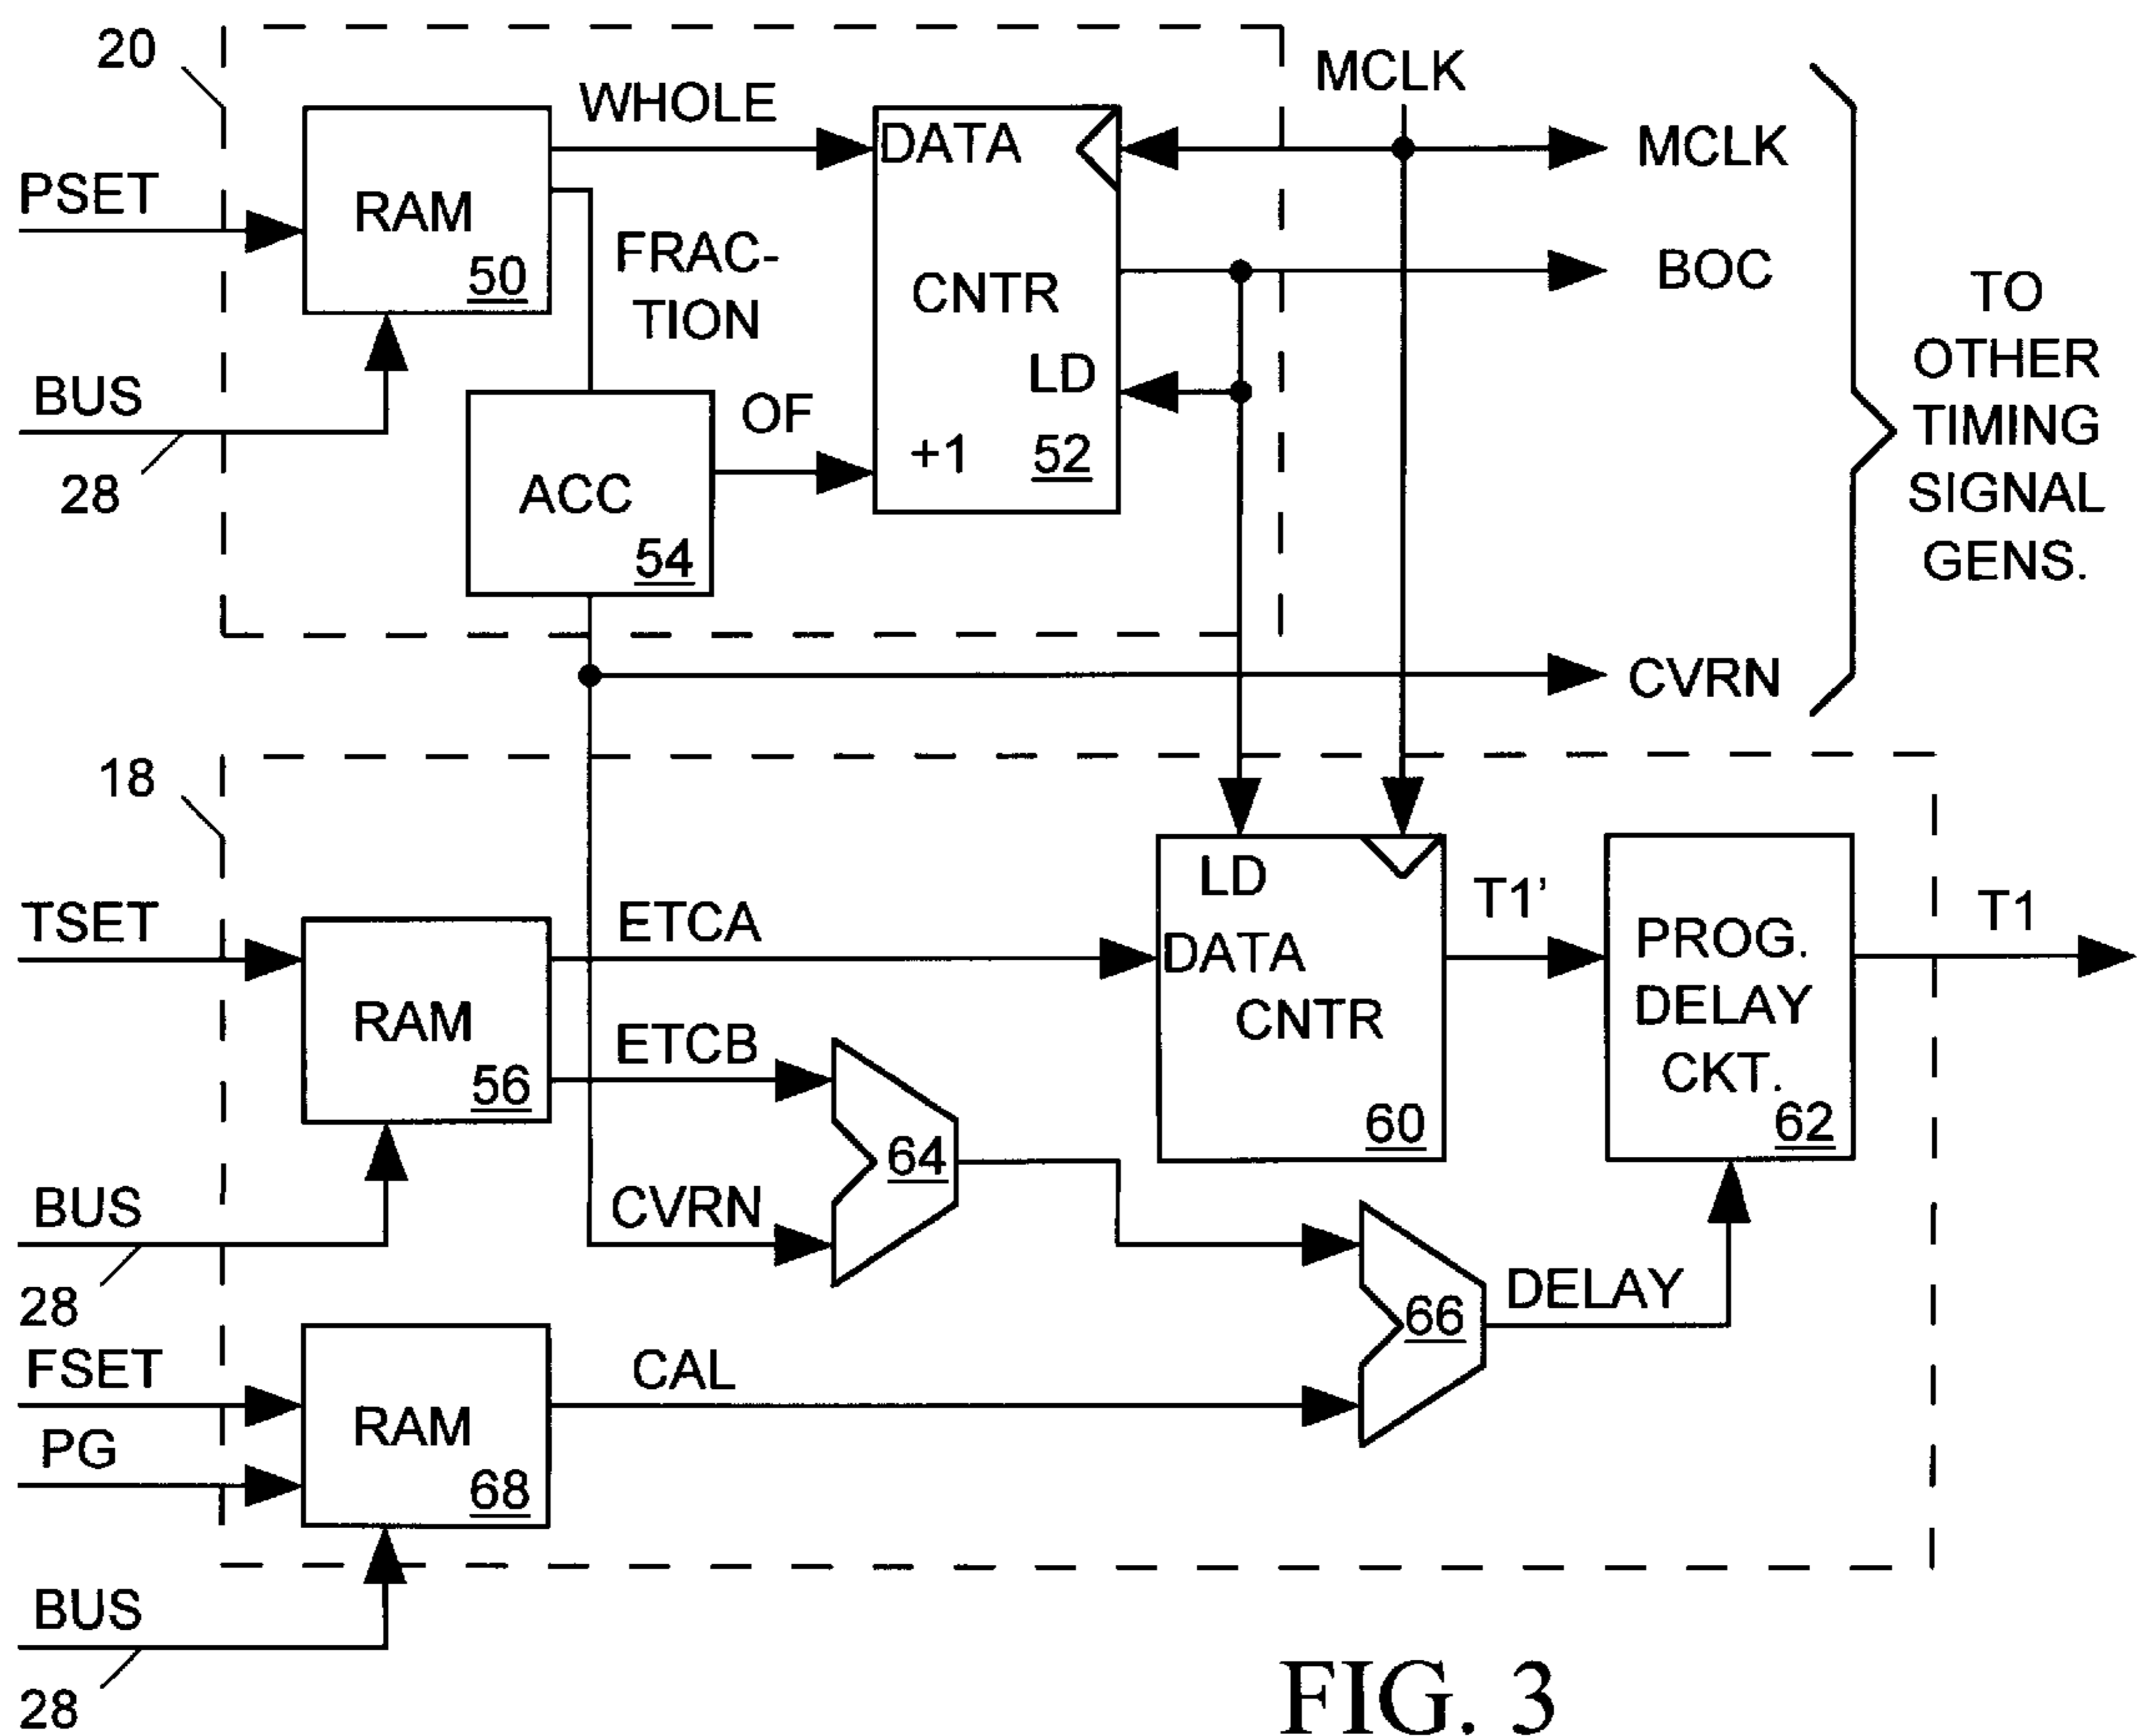 20
PSET
BUS
28
RAM
50
WHOLE
FRAC-
TION
ACC
54
OF
DATA
CNTR
LD
+1
52
MCLK
MCLK
BOC
CVRN
TO
OTHER
TIMING
SIGNAL
GENS.
18
TSET
BUS
28
RAM
56
ETCA
ETCB
CVRN
64
LD
DATA
CNTR
60
T1’
PROG.
DELAY
CKT.
62
T1
FSET
PG
BUS
28
RAM
68
CAL
66
DELAY
FIG. 3